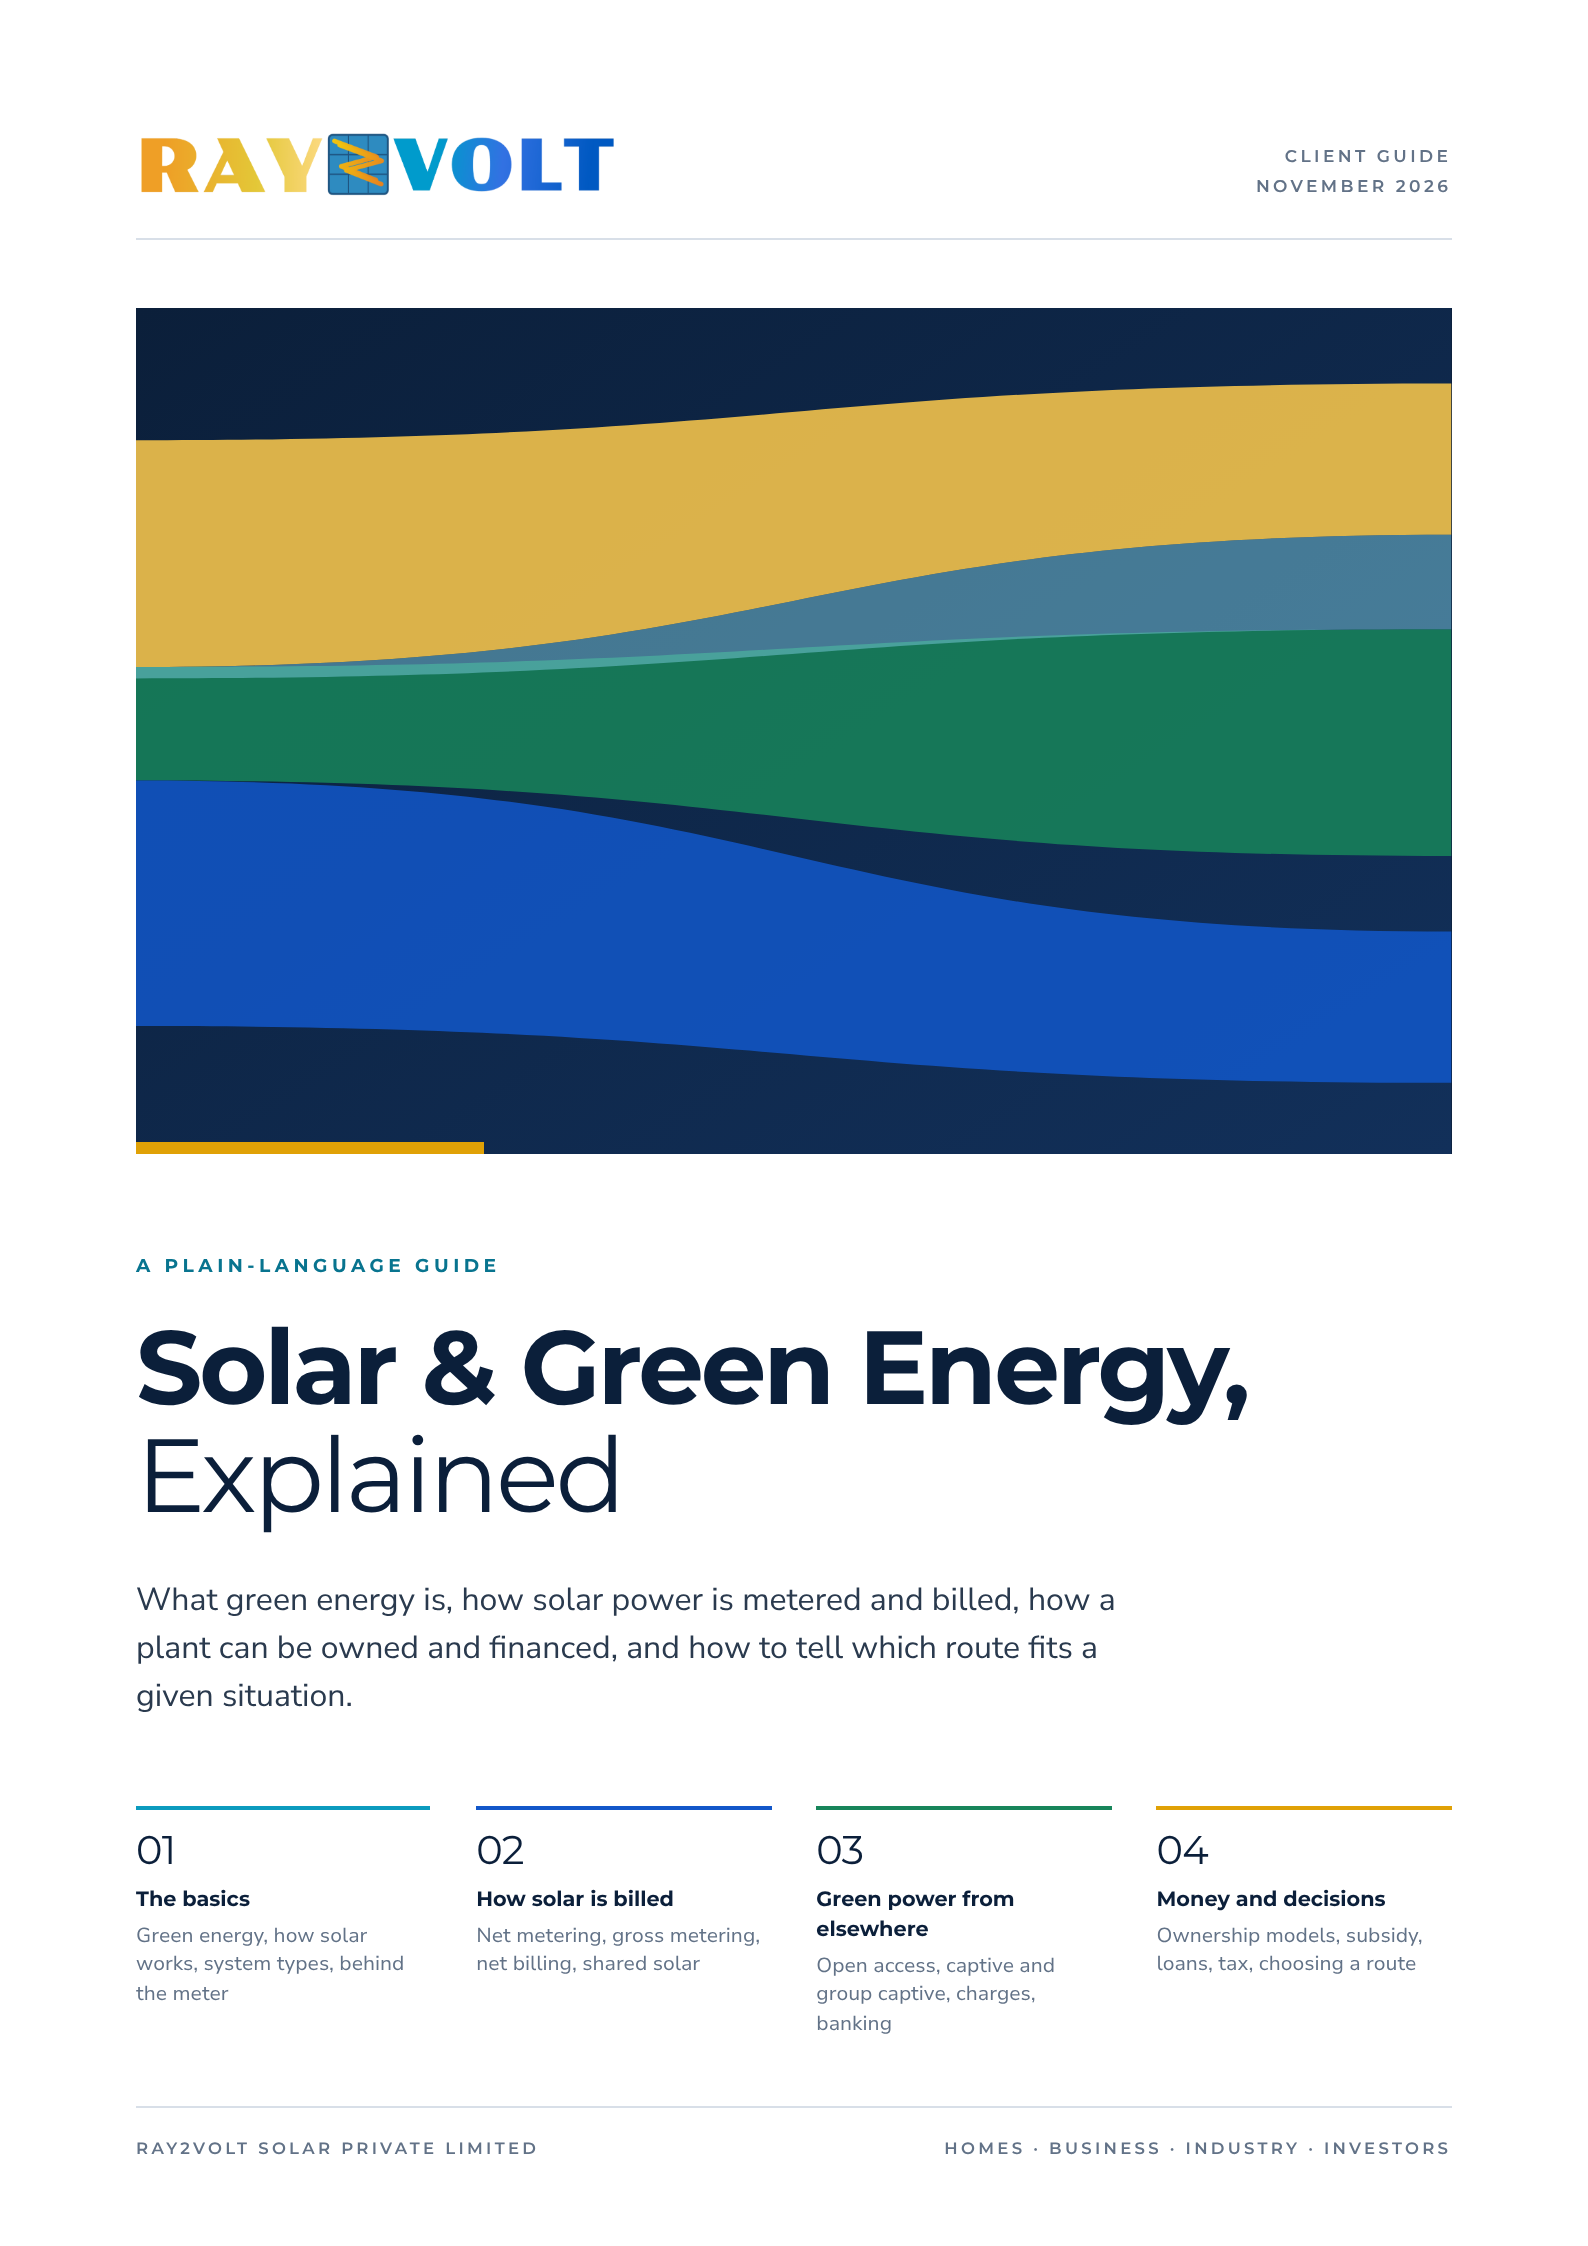 RAY2VOLT
CLIENT GUIDE
NOVEMBER 2026
A PLAIN-LANGUAGE GUIDE
Solar & Green Energy,
Explained
What green energy is, how solar power is metered and billed, how a
plant can be owned and financed, and how to tell which route fits a
given situation.
01
The basics
Green energy, how solar
works, system types, behind
the meter
02
How solar is billed
Net metering, gross metering,
net billing, shared solar
03
Green power from
elsewhere
Open access, captive and
group captive, charges,
banking
04
Money and decisions
Ownership models, subsidy,
loans, tax, choosing a route
RAY2VOLT SOLAR PRIVATE LIMITED
HOMES · BUSINESS · INDUSTRY · INVESTORS